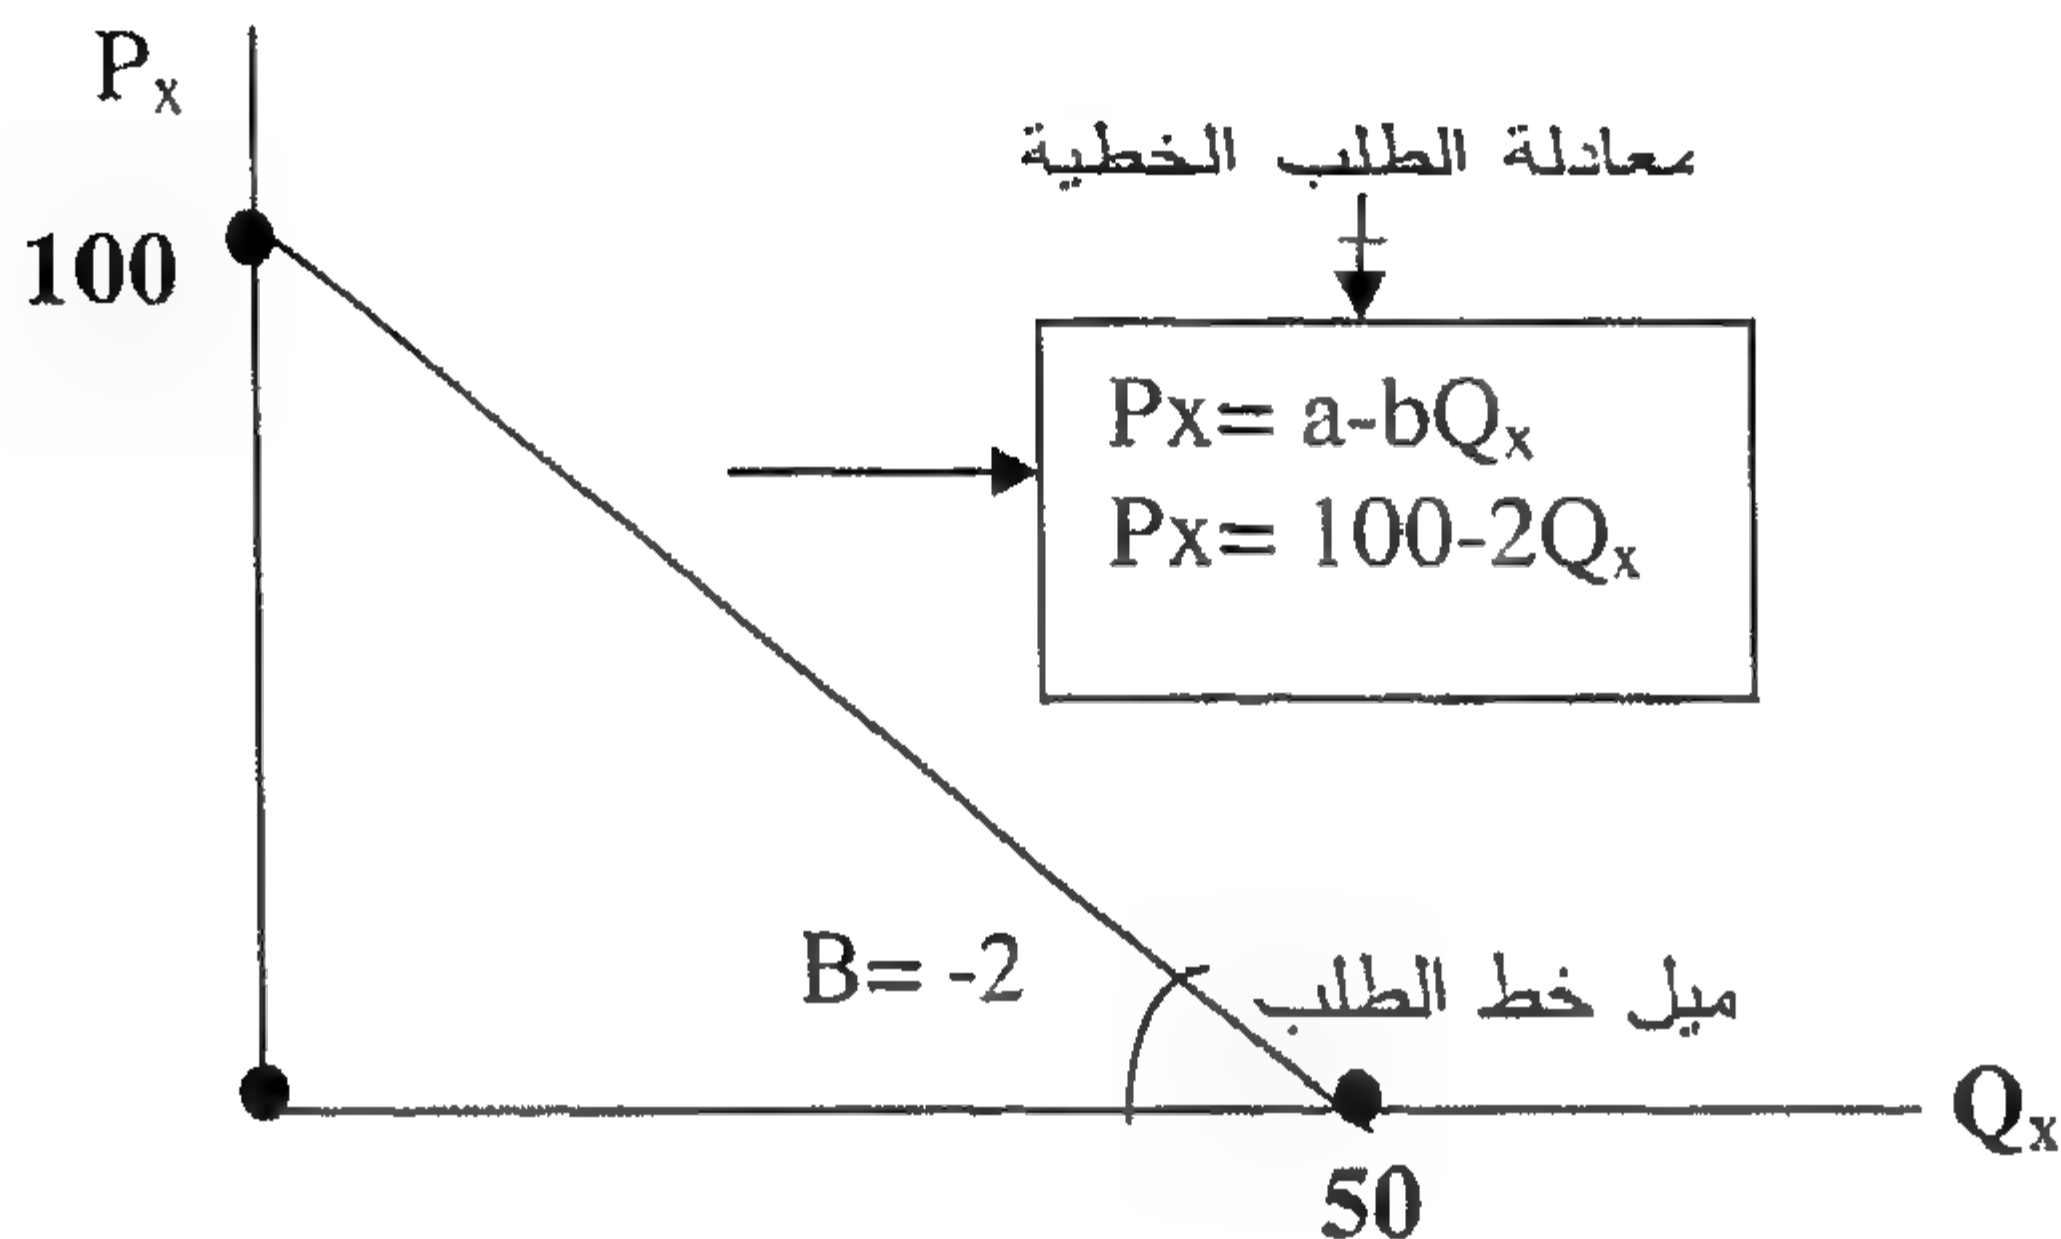 Pₓ
معادلة الطلب الخطية
100
Px= a-bQₓ
Px= 100-2Qₓ
B= -2
ميل خط الطلب
Qₓ
50